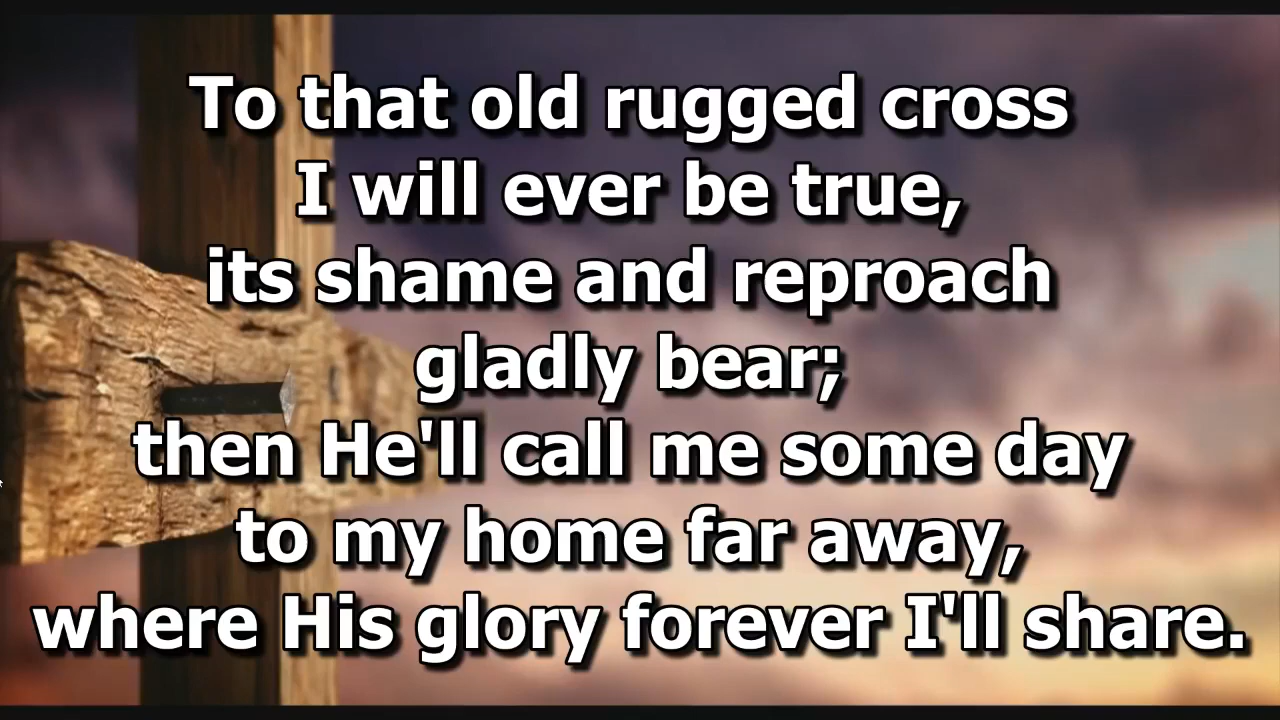 To that old rugged cross
I will ever be true,
its shame and reproach
gladly bear;
then He'll call me some day
to my home far away,
where His glory forever I'll share.